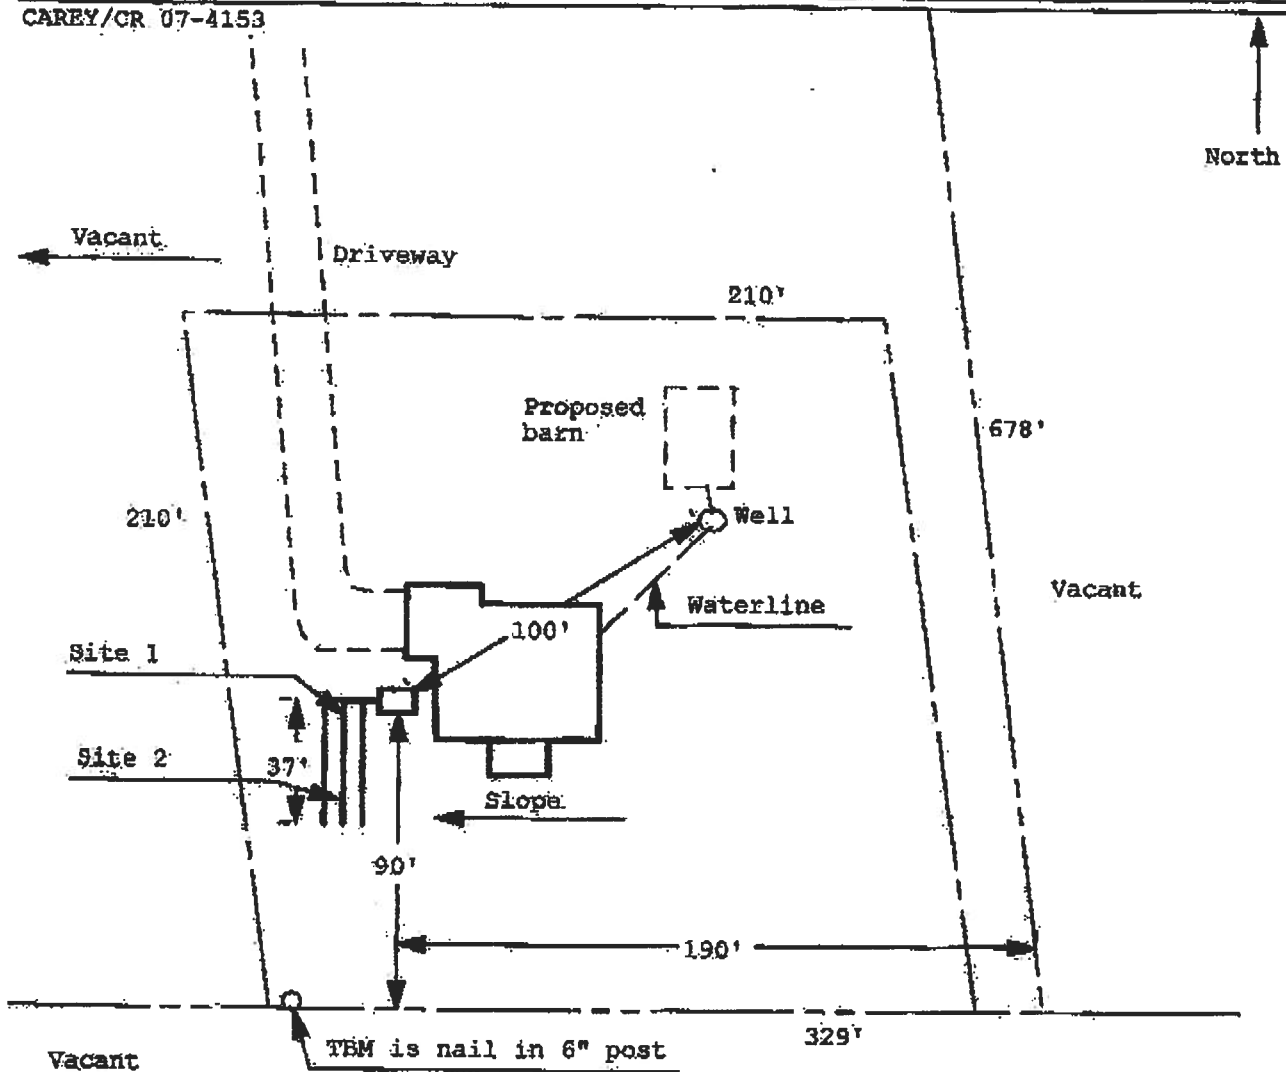 CAREY/CR 07-4153
North
Vacant
Driveway
210'
Proposed
barn
678'
210'
Well
Vacant
Waterline
100'
Site 1
Site 2
37'
Slope
90'
190'
329'
TBM is nail in 6" post
Vacant